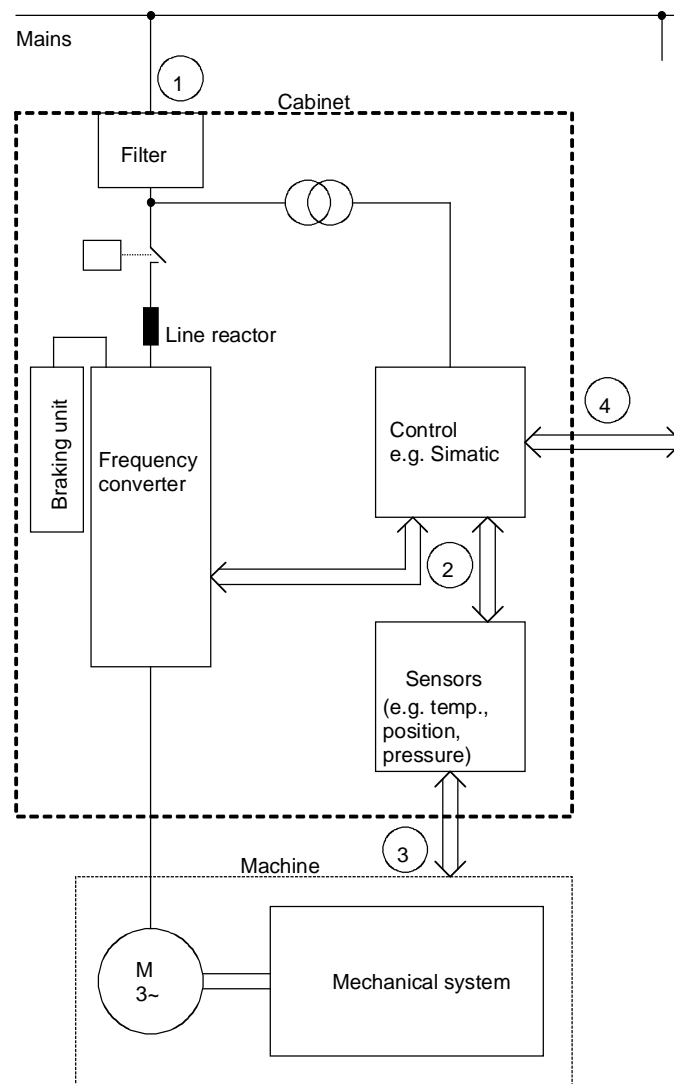 Mains
1
Cabinet
Filter
Line reactor
Braking unit
Frequency
converter
Control
e.g. Simatic
4
2
Sensors
(e.g. temp.,
position,
pressure)
3
Machine
M
3~
Mechanical system